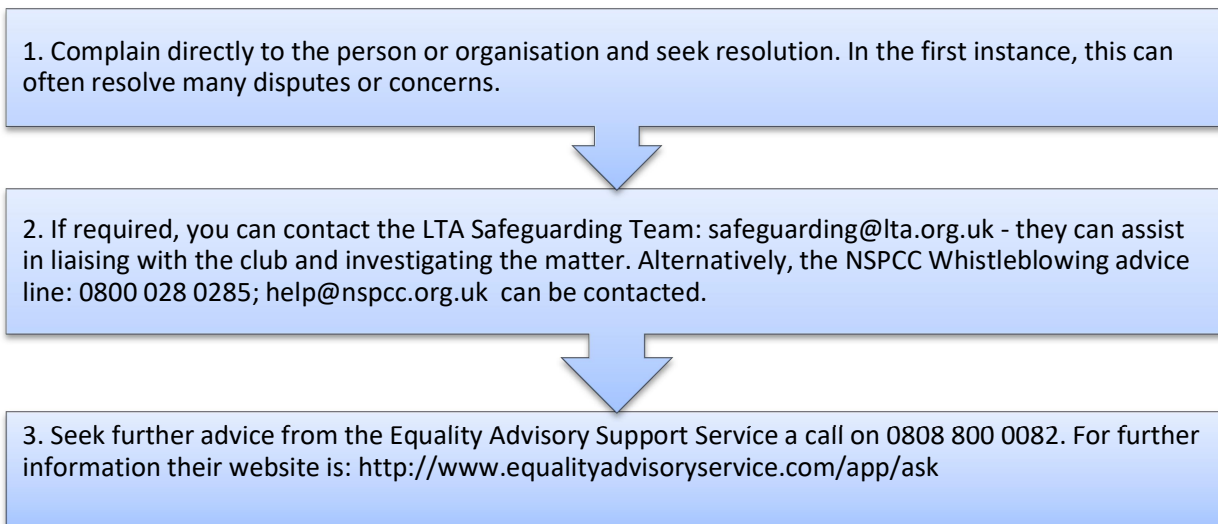 1. Complain directly to the person or organisation and seek resolution. In the first instance, this can
often resolve many disputes or concerns.
2. If required, you can contact the LTA Safeguarding Team: safeguarding@lta.org.uk - they can assist
in liaising with the club and investigating the matter. Alternatively, the NSPCC Whistleblowing advice
line: 0800 028 0285; help@nspcc.org.uk can be contacted.
3. Seek further advice from the Equality Advisory Support Service a call on 0808 800 0082. For further
information their website is: http://www.equalityadvisoryservice.com/app/ask